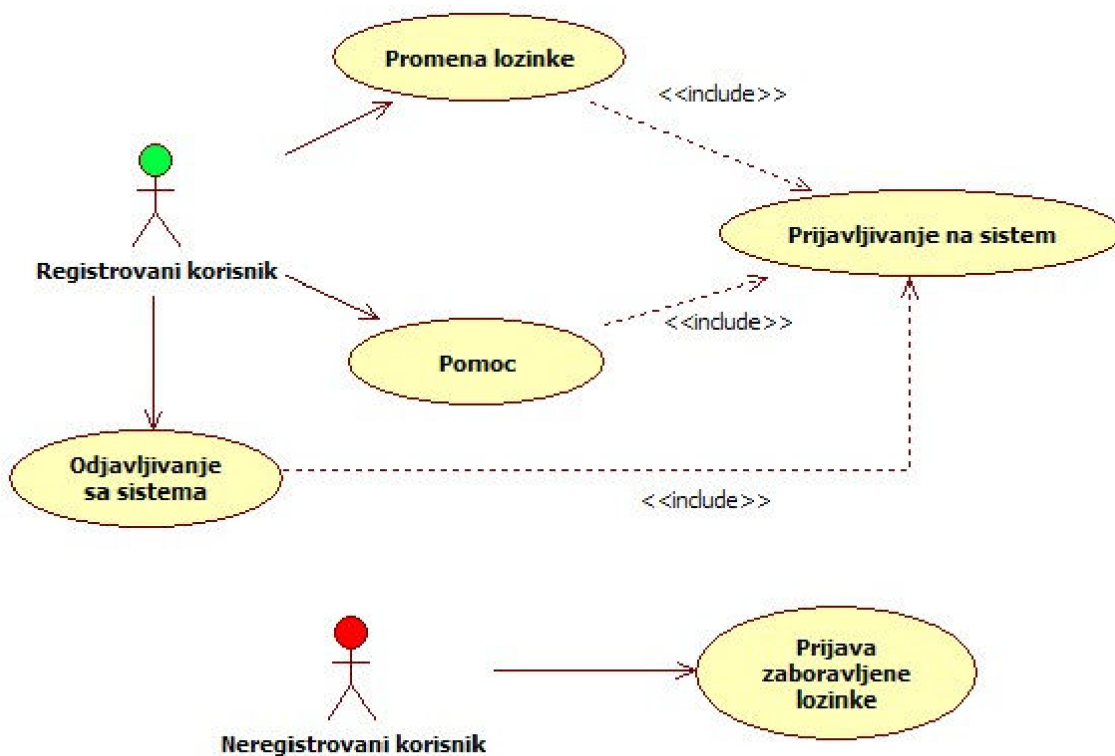 Promena lozinke
<<include>>
Prijavljivanje na sistem
Registrovani korisnik
<<include>>
Pomoc
Odjavljivanje
sa sistema
<<include>>
Prijava
zaboravljene
lozinke
Neregistrovani korisnik